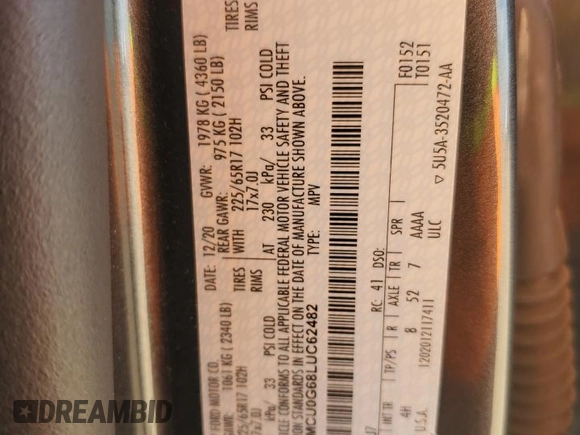 FORD MOTOR CO.
DATE: 12/20 GVWR: 1978 KG ( 4360 LB)
1061 KG ( 2340 LB) REAR GAWR: 975 KG ( 2150 LB)
225/65R17 102H TIRES WITH 225/65R17 102H TIRES
17x7.0J RIMS 17x7.0J RIMS
33 PSI COLD AT 230 kPa/ 33 PSI COLD
CONFORMS TO ALL APPLICABLE FEDERAL MOTOR VEHICLE SAFETY AND THEFT
STANDARDS IN EFFECT ON THE DATE OF MANUFACTURE SHOWN ABOVE.
MCU0G68LUC62482 TYPE: MPV
F0152
T0151
RC: 41 DSO:
INT TR TP/PS R AXLE TR SPR
4H 8 52 7 AAAA
U.S.A. 1202012117411 ULC
▽ 5U5A-3520472-AA
DREAMBID